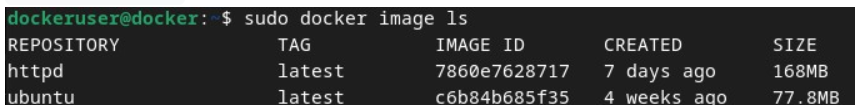 dockeruser@docker:~$ sudo docker image ls
REPOSITORY TAG IMAGE ID CREATED SIZE
httpd latest 7860e7628717 7 days ago 168MB
ubuntu latest c6b84b685f35 4 weeks ago 77.8MB